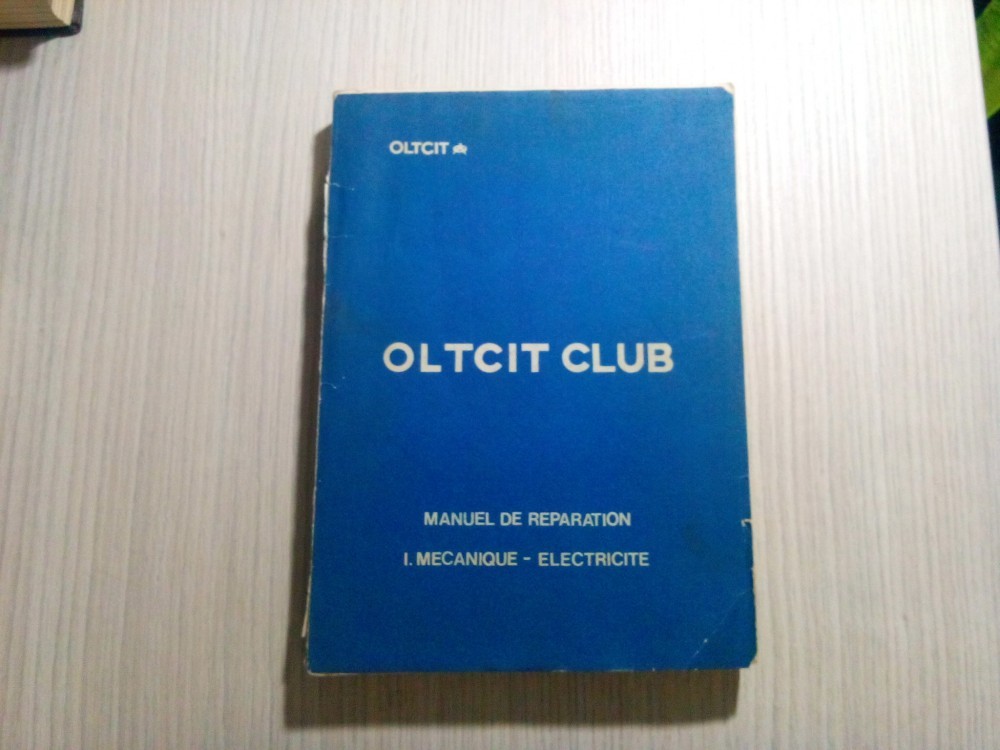 OLTCIT
OLTCIT CLUB
MANUEL DE REPARATION
I. MECANIQUE - ELECTRICITE